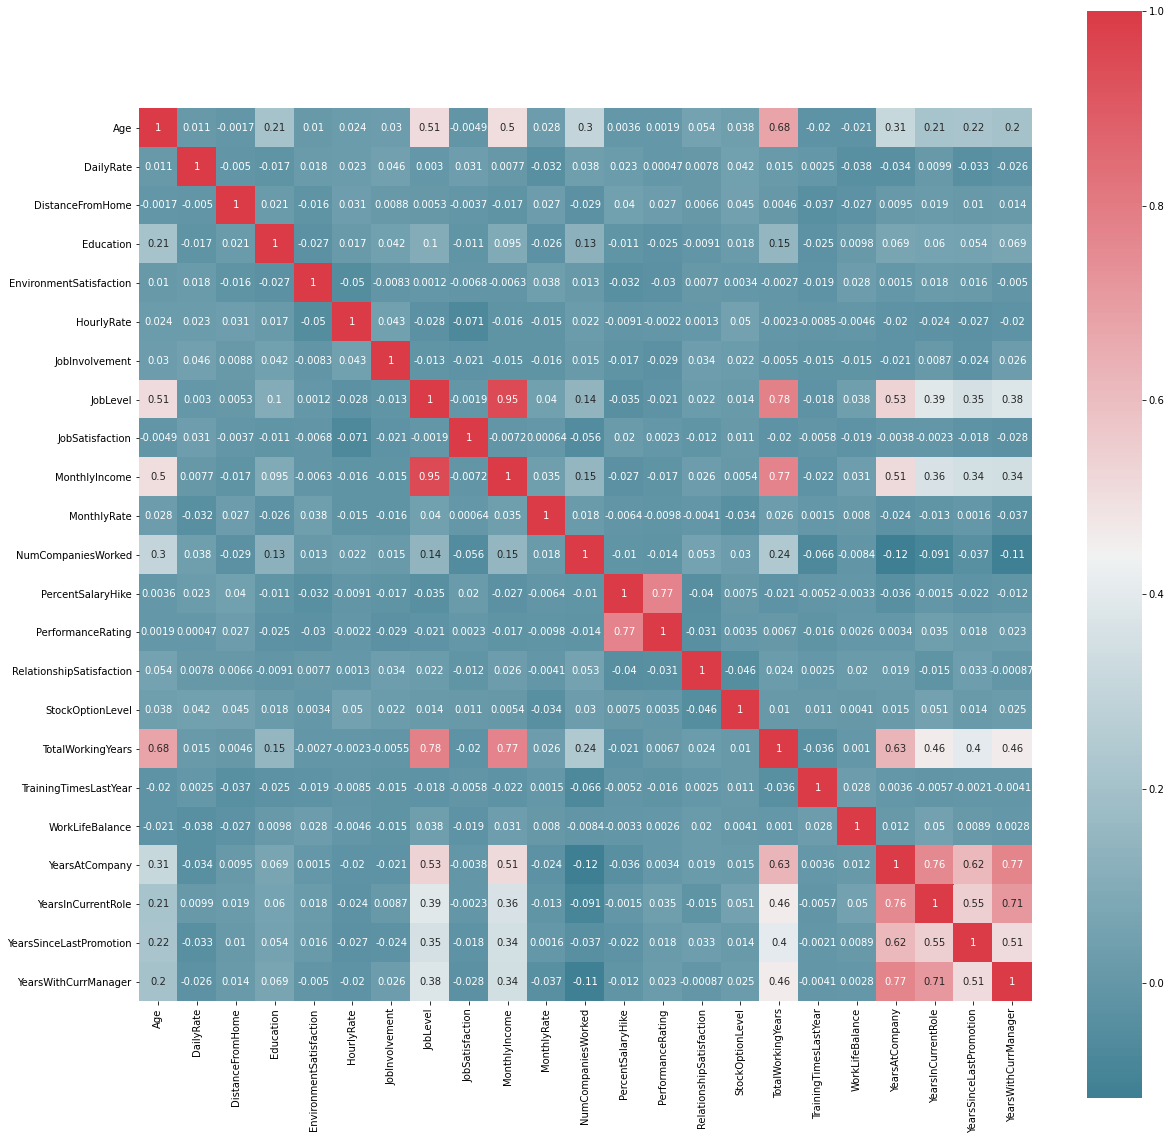 Age 1 0.011 -0.0017 0.21 0.01 0.024 0.03 0.51 -0.0049 0.5 0.028 0.3 0.0036 0.0019 0.054 0.038 0.68 -0.02 -0.021 0.31 0.21 0.22 0.2
DailyRate 0.011 1 -0.005 -0.017 0.018 0.023 0.046 0.003 0.031 0.0077 -0.032 0.038 0.023 0.00047 0.0078 0.042 0.015 0.0025 -0.038 -0.034 0.0099 -0.033 -0.026
DistanceFromHome -0.0017 -0.005 1 0.021 -0.016 0.031 0.0088 0.0053 -0.0037 -0.017 0.027 -0.029 0.04 0.027 0.0066 0.045 0.0046 -0.037 -0.027 0.0095 0.019 0.01 0.014
Education 0.21 -0.017 0.021 1 -0.027 0.017 0.042 0.1 -0.011 0.095 -0.026 0.13 -0.011 -0.025 -0.0091 0.018 0.15 -0.025 0.0098 0.069 0.06 0.054 0.069
EnvironmentSatisfaction 0.01 0.018 -0.016 -0.027 1 -0.05 -0.0083 0.0012 -0.0068 -0.0063 0.038 0.013 -0.032 -0.03 0.0077 0.0034 -0.0027 -0.019 0.028 0.0015 0.018 0.016 -0.005
HourlyRate 0.024 0.023 0.031 0.017 -0.05 1 0.043 -0.028 -0.071 -0.016 -0.015 0.022 -0.0091 -0.0022 0.0013 0.05 -0.0023 -0.0085 -0.0046 -0.02 -0.024 -0.027 -0.02
JobInvolvement 0.03 0.046 0.0088 0.042 -0.0083 0.043 1 -0.013 -0.021 -0.015 -0.016 0.015 -0.017 -0.029 0.034 0.022 -0.0055 -0.015 -0.015 -0.021 0.0087 -0.024 0.026
JobLevel 0.51 0.003 0.0053 0.1 0.0012 -0.028 -0.013 1 -0.0019 0.95 0.04 0.14 -0.035 -0.021 0.022 0.014 0.78 -0.018 0.038 0.53 0.39 0.35 0.38
JobSatisfaction -0.0049 0.031 -0.0037 -0.011 -0.0068 -0.071 -0.021 -0.0019 1 -0.0072 0.00064 -0.056 0.02 0.0023 -0.012 0.011 -0.02 -0.0058 -0.019 -0.0038 -0.0023 -0.018 -0.028
MonthlyIncome 0.5 0.0077 -0.017 0.095 -0.0063 -0.016 -0.015 0.95 -0.0072 1 0.035 0.15 -0.027 -0.017 0.026 0.0054 0.77 -0.022 0.031 0.51 0.36 0.34 0.34
MonthlyRate 0.028 -0.032 0.027 -0.026 0.038 -0.015 -0.016 0.04 0.00064 0.035 1 0.018 -0.0064 -0.0098 -0.0041 -0.034 0.026 0.0015 0.008 -0.024 -0.013 0.0016 -0.037
NumCompaniesWorked 0.3 0.038 -0.029 0.13 0.013 0.022 0.015 0.14 -0.056 0.15 0.018 1 -0.01 -0.014 0.053 0.03 0.24 -0.066 -0.0084 -0.12 -0.091 -0.037 -0.11
PercentSalaryHike 0.0036 0.023 0.04 -0.011 -0.032 -0.0091 -0.017 -0.035 0.02 -0.027 -0.0064 -0.01 1 0.77 -0.04 0.0075 -0.021 -0.0052 -0.0033 -0.036 -0.0015 -0.022 -0.012
PerformanceRating 0.0019 0.00047 0.027 -0.025 -0.03 -0.0022 -0.029 -0.021 0.0023 -0.017 -0.0098 -0.014 0.77 1 -0.031 0.0035 0.0067 -0.016 0.0026 0.0034 0.035 0.018 0.023
RelationshipSatisfaction 0.054 0.0078 0.0066 -0.0091 0.0077 0.0013 0.034 0.022 -0.012 0.026 -0.0041 0.053 -0.04 -0.031 1 -0.046 0.024 0.0025 0.02 0.019 -0.015 0.033 -0.00087
StockOptionLevel 0.038 0.042 0.045 0.018 0.0034 0.05 0.022 0.014 0.011 0.0054 -0.034 0.03 0.0075 0.0035 -0.046 1 0.01 0.011 0.0041 0.015 0.051 0.014 0.025
TotalWorkingYears 0.68 0.015 0.0046 0.15 -0.0027 -0.0023 -0.0055 0.78 -0.02 0.77 0.026 0.24 -0.021 0.0067 0.024 0.01 1 -0.036 0.001 0.63 0.46 0.4 0.46
TrainingTimesLastYear -0.02 0.0025 -0.037 -0.025 -0.019 -0.0085 -0.015 -0.018 -0.0058 -0.022 0.0015 -0.066 -0.0052 -0.016 0.0025 0.011 -0.036 1 0.028 0.0036 -0.0057 -0.0021 -0.0041
WorkLifeBalance -0.021 -0.038 -0.027 0.0098 0.028 -0.0046 -0.015 0.038 -0.019 0.031 0.008 -0.0084 -0.0033 0.0026 0.02 0.0041 0.001 0.028 1 0.012 0.05 0.0089 0.0028
YearsAtCompany 0.31 -0.034 0.0095 0.069 0.0015 -0.02 -0.021 0.53 -0.0038 0.51 -0.024 -0.12 -0.036 0.0034 0.019 0.015 0.63 0.0036 0.012 1 0.76 0.62 0.77
YearsInCurrentRole 0.21 0.0099 0.019 0.06 0.018 -0.024 0.0087 0.39 -0.0023 0.36 -0.013 -0.091 -0.0015 0.035 -0.015 0.051 0.46 -0.0057 0.05 0.76 1 0.55 0.71
YearsSinceLastPromotion 0.22 -0.033 0.01 0.054 0.016 -0.027 -0.024 0.35 -0.018 0.34 0.0016 -0.037 -0.022 0.018 0.033 0.014 0.4 -0.0021 0.0089 0.62 0.55 1 0.51
YearsWithCurrManager 0.2 -0.026 0.014 0.069 -0.005 -0.02 0.026 0.38 -0.028 0.34 -0.037 -0.11 -0.012 0.023 -0.00087 0.025 0.46 -0.0041 0.0028 0.77 0.71 0.51 1
Age
DailyRate
DistanceFromHome
Education
EnvironmentSatisfaction
HourlyRate
JobInvolvement
JobLevel
JobSatisfaction
MonthlyIncome
MonthlyRate
NumCompaniesWorked
PercentSalaryHike
PerformanceRating
RelationshipSatisfaction
StockOptionLevel
TotalWorkingYears
TrainingTimesLastYear
WorkLifeBalance
YearsAtCompany
YearsInCurrentRole
YearsSinceLastPromotion
YearsWithCurrManager
1.0
0.8
0.6
0.4
0.2
0.0